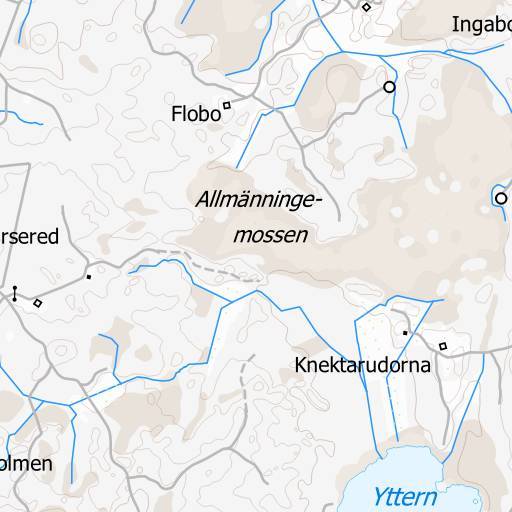 Ingabo
Flobo
Allmänninge-
mossen
rsered
Knektarudorna
olmen
Yttern